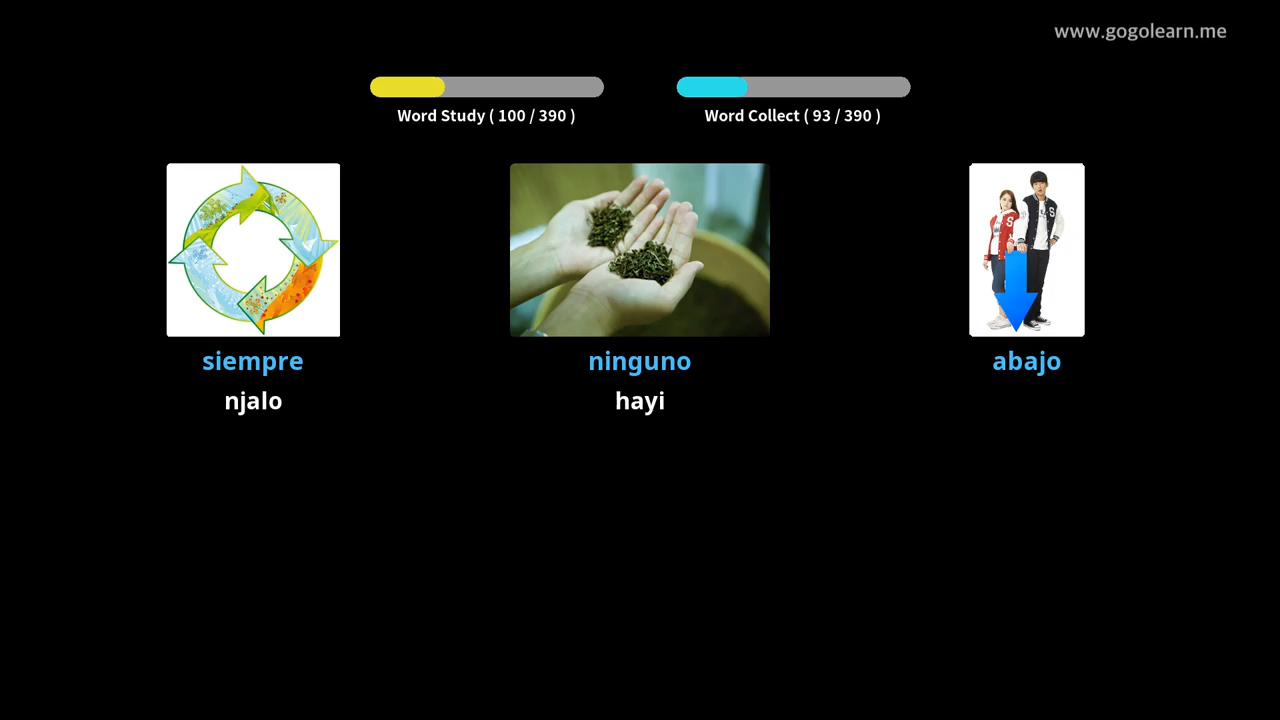 www.gogolearn.me
Word Study ( 100 / 390 )
Word Collect ( 93 / 390 )
siempre
njalo
ninguno
hayi
abajo